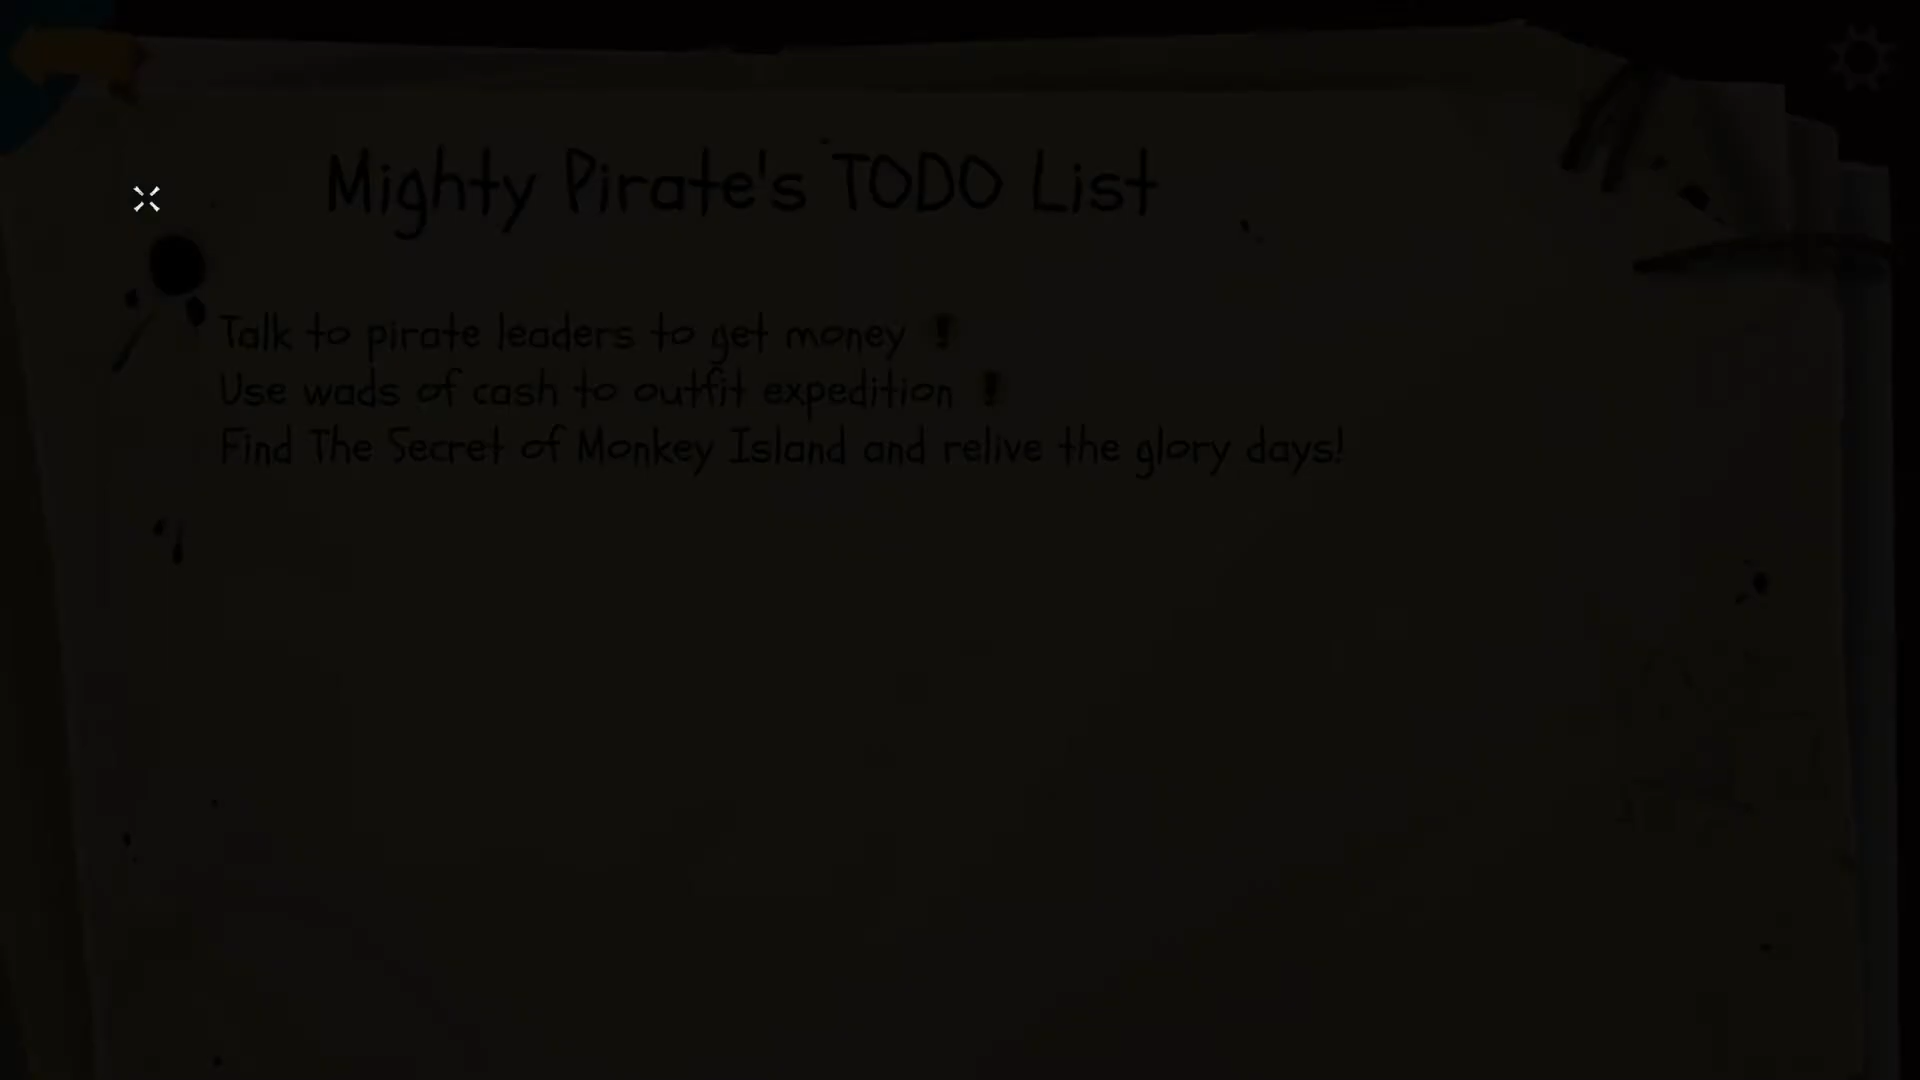 Mighty Pirate's TODO List
Talk to pirate leaders to get money !
Use wads of cash to outfit expedition !
Find The Secret of Monkey Island and relive the glory days!